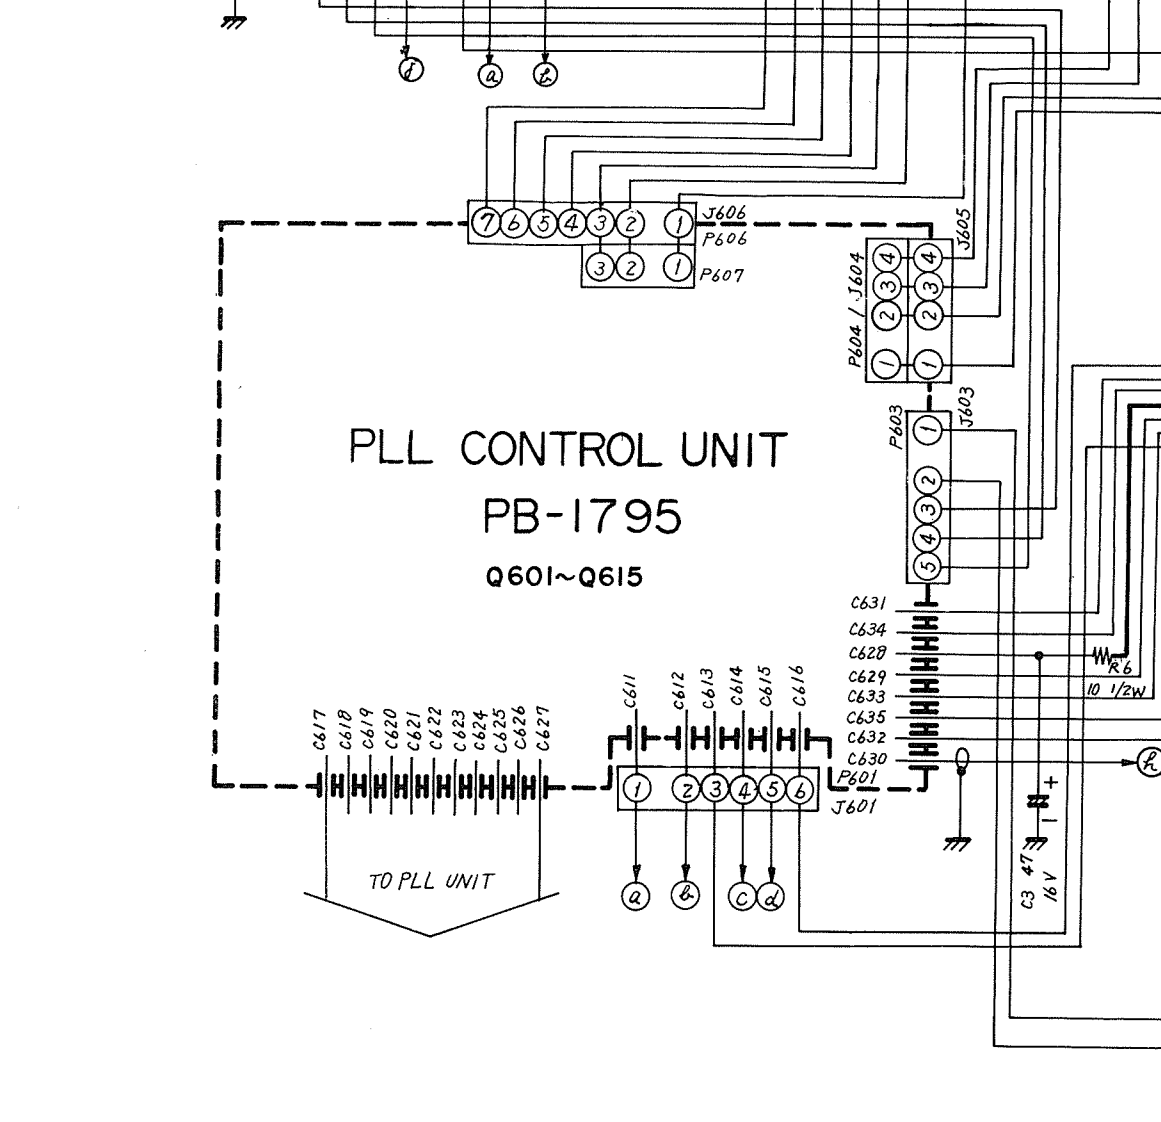 j
a
b
7 6 5 4 3 2 1
J606
P606
3 2 1
P607
J605
P604 / J604
4 4
3 3
2 2
1 1
J603
P603
1
2
3
4
5
PLL CONTROL UNIT
PB-1795
Q601~Q615
C631
C634
C628
C629
C633
C635
C632
C630
R6
10 1/2W
h
C617 C618 C619 C620 C621 C622 C623 C624 C625 C626 C627
C611 C612 C613 C614 C615 C616
P601
1 2 3 4 5 6
J601
+
−
C3 47
16V
TO PLL UNIT
a b c d